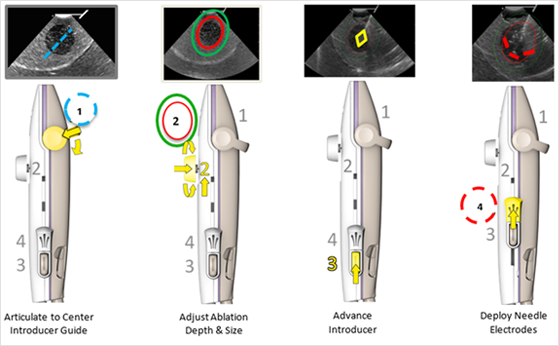 1
2
4
3
Articulate to Center
Introducer Guide
2
1
2
4
3
Adjust Ablation
Depth & Size
1
2
4
3
Advance
Introducer
1
2
4
3
Deploy Needle
Electrodes